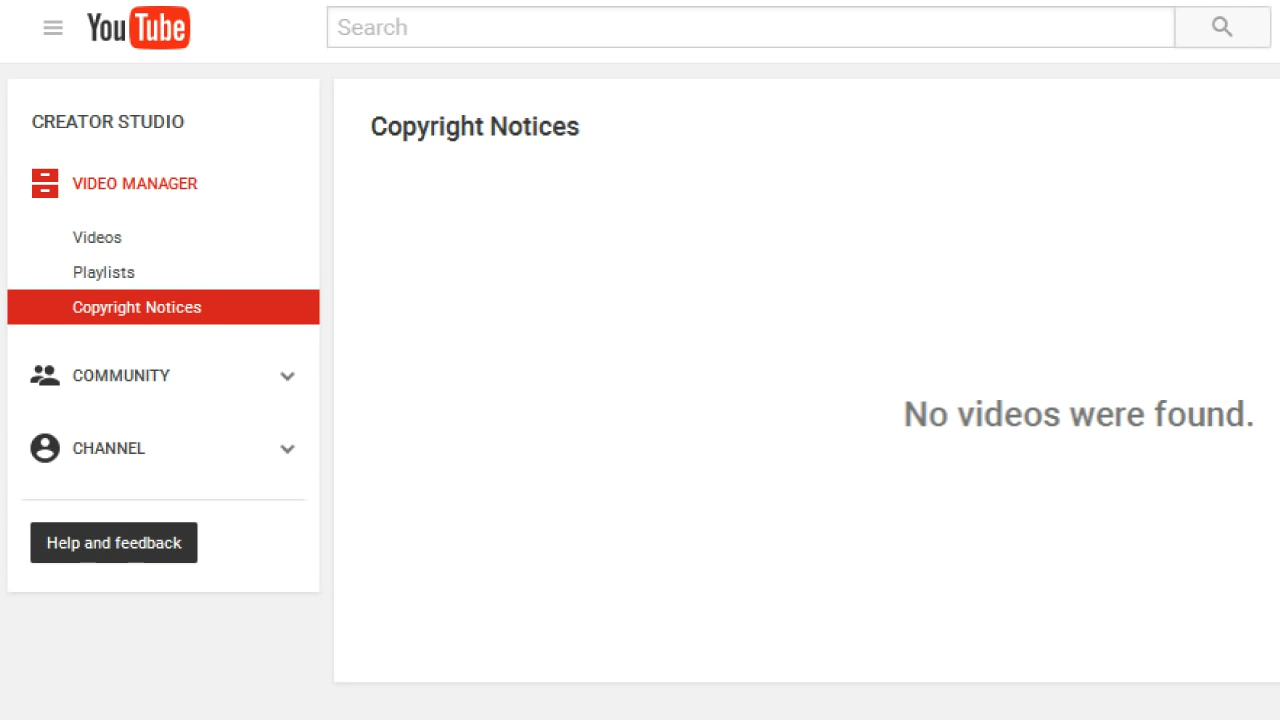 YouTube
Search
CREATOR STUDIO
VIDEO MANAGER
Videos
Playlists
Copyright Notices
COMMUNITY
CHANNEL
Help and feedback
Copyright Notices
No videos were found.